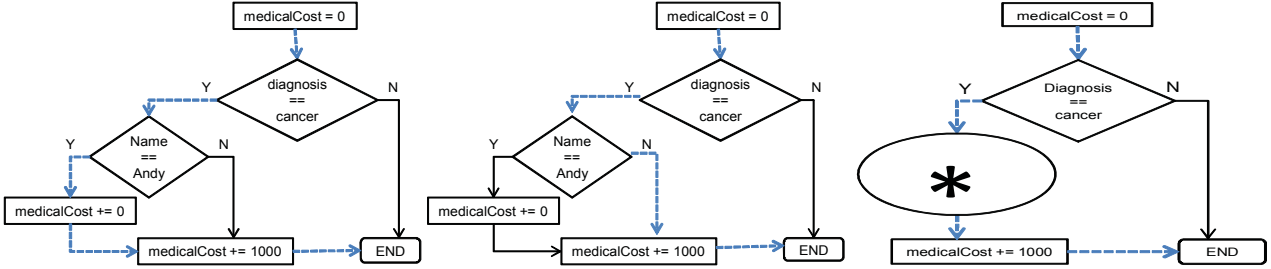 medicalCost = 0
diagnosis
==
cancer
Y
N
Name
==
Andy
Y
N
medicalCost += 0
medicalCost += 1000
END
medicalCost = 0
diagnosis
==
cancer
Y
N
Name
==
Andy
Y
N
medicalCost += 0
medicalCost += 1000
END
medicalCost = 0
Diagnosis
==
cancer
Y
N
*
medicalCost += 1000
END